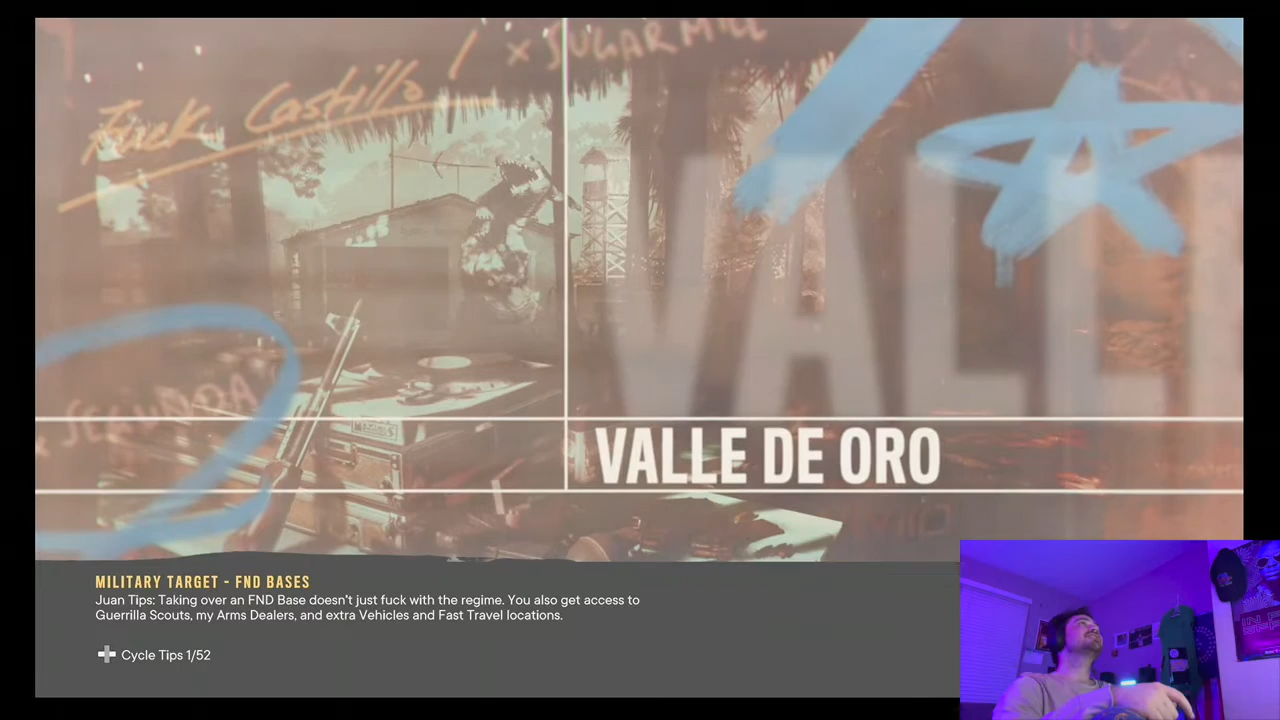 x SUGAR MILL
Fuck Castillo!
VALLE
SEGUNDA
VALLE DE ORO
MILITARY TARGET - FND BASES
Juan Tips: Taking over an FND Base doesn't just fuck with the regime. You also get access to
Guerrilla Scouts, my Arms Dealers, and extra Vehicles and Fast Travel locations.
Cycle Tips 1/52